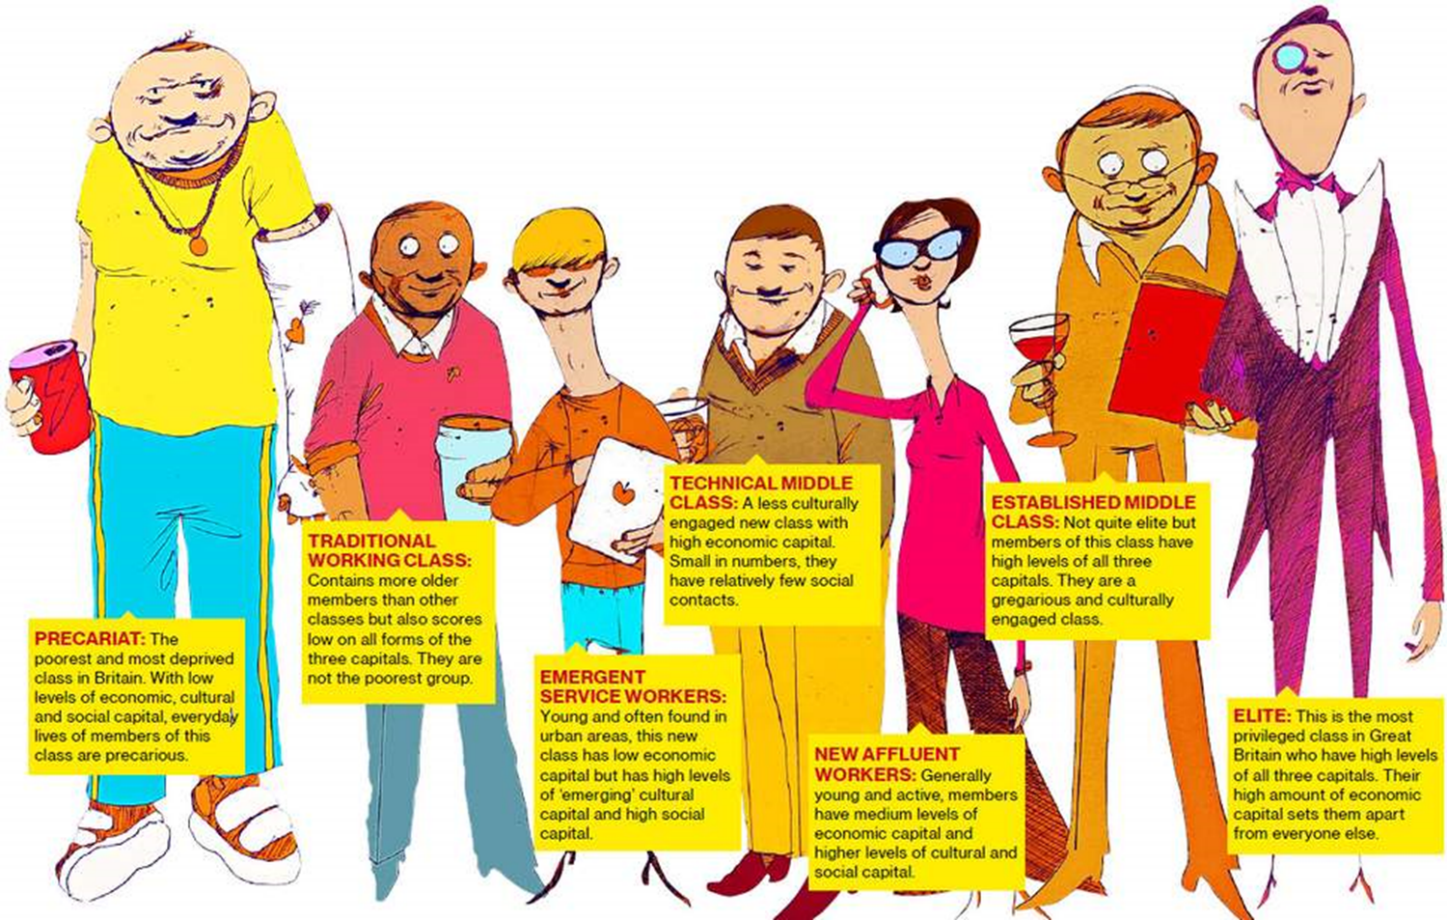 PRECARIAT: The
poorest and most deprived
class in Britain. With low
levels of economic, cultural
and social capital, everyday
lives of members of this
class are precarious.
TRADITIONAL
WORKING CLASS:
Contains more older
members than other
classes but also scores
low on all forms of the
three capitals. They are
not the poorest group.
EMERGENT
SERVICE WORKERS:
Young and often found in
urban areas, this new
class has low economic
capital but has high levels
of 'emerging' cultural
capital and high social
capital.
TECHNICAL MIDDLE
CLASS: A less culturally
engaged new class with
high economic capital.
Small in numbers, they
have relatively few social
contacts.
NEW AFFLUENT
WORKERS: Generally
young and active, members
have medium levels of
economic capital and
higher levels of cultural and
social capital.
ESTABLISHED MIDDLE
CLASS: Not quite elite but
members of this class have
high levels of all three
capitals. They are a
gregarious and culturally
engaged class.
ELITE: This is the most
privileged class in Great
Britain who have high levels
of all three capitals. Their
high amount of economic
capital sets them apart
from everyone else.